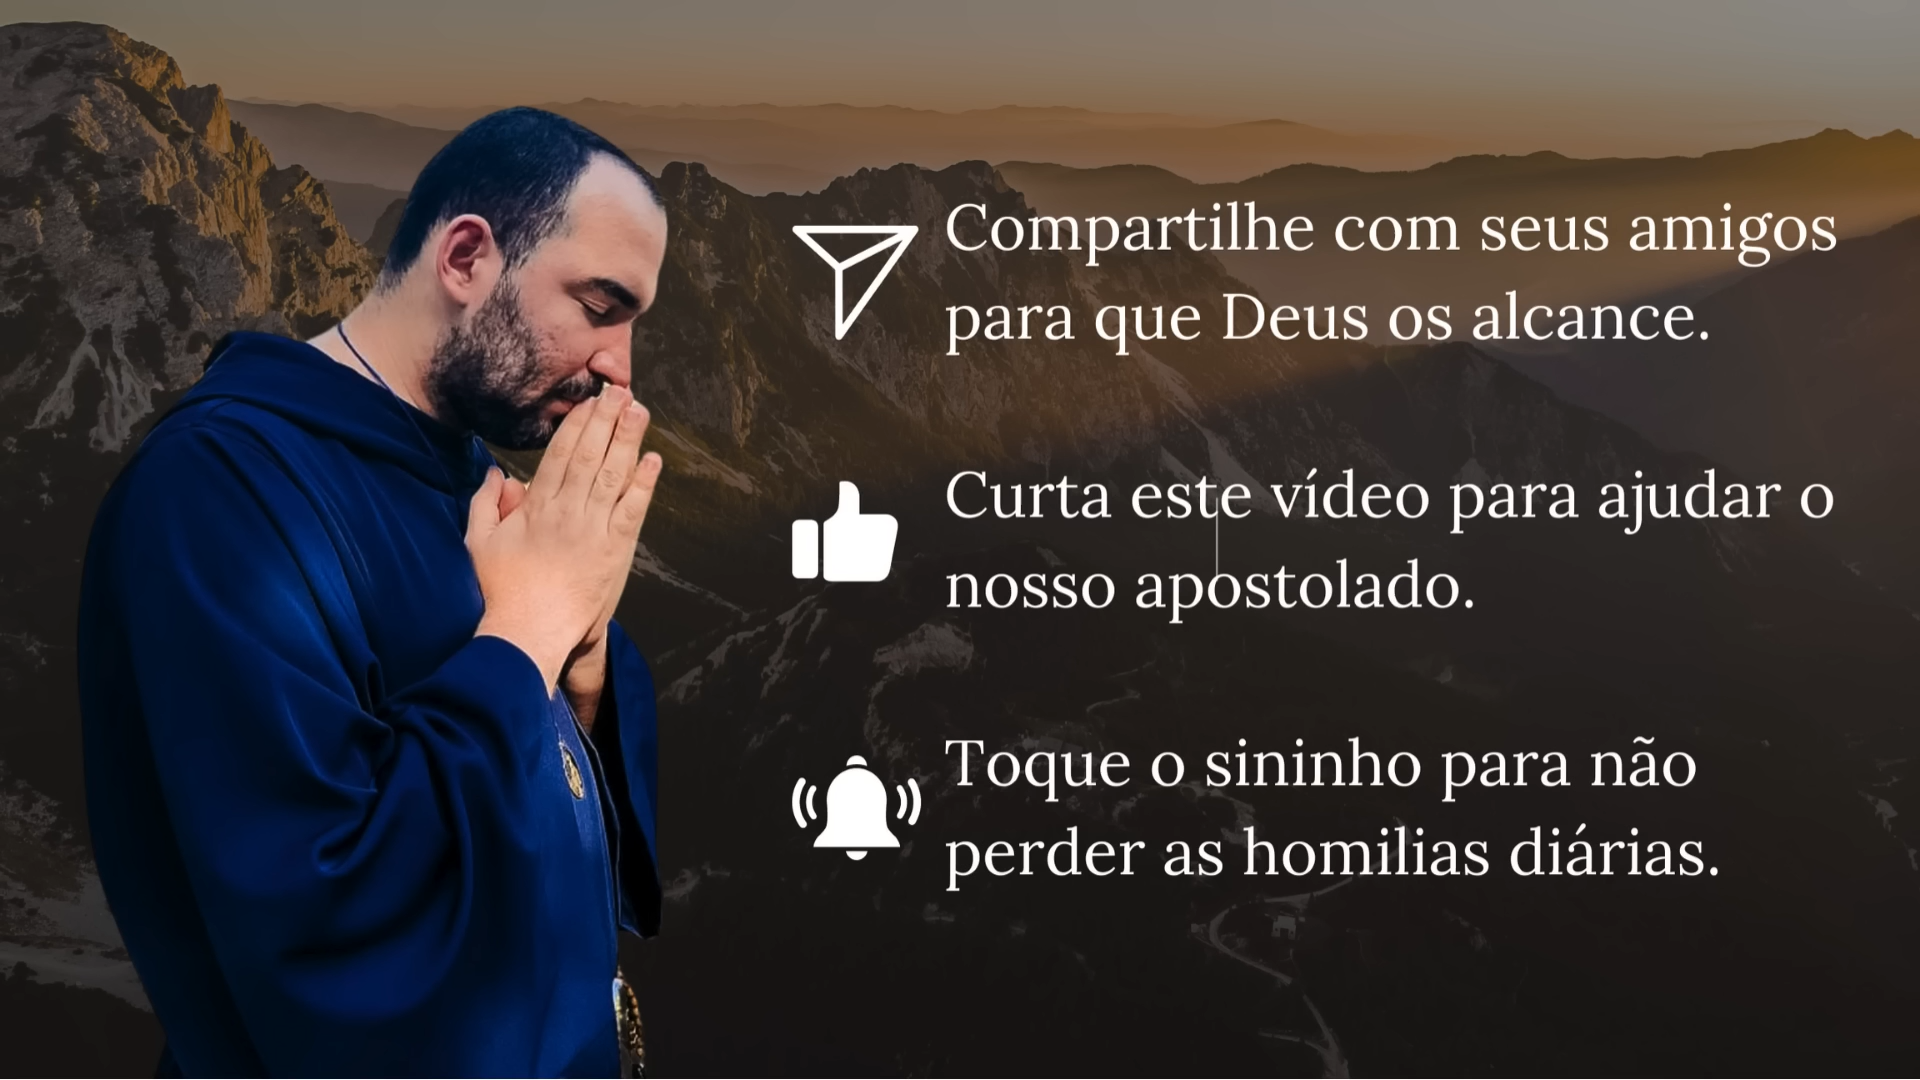 Compartilhe com seus amigos
para que Deus os alcance.
Curta este vídeo para ajudar o
nosso apostolado.
Toque o sininho para não
perder as homilias diárias.